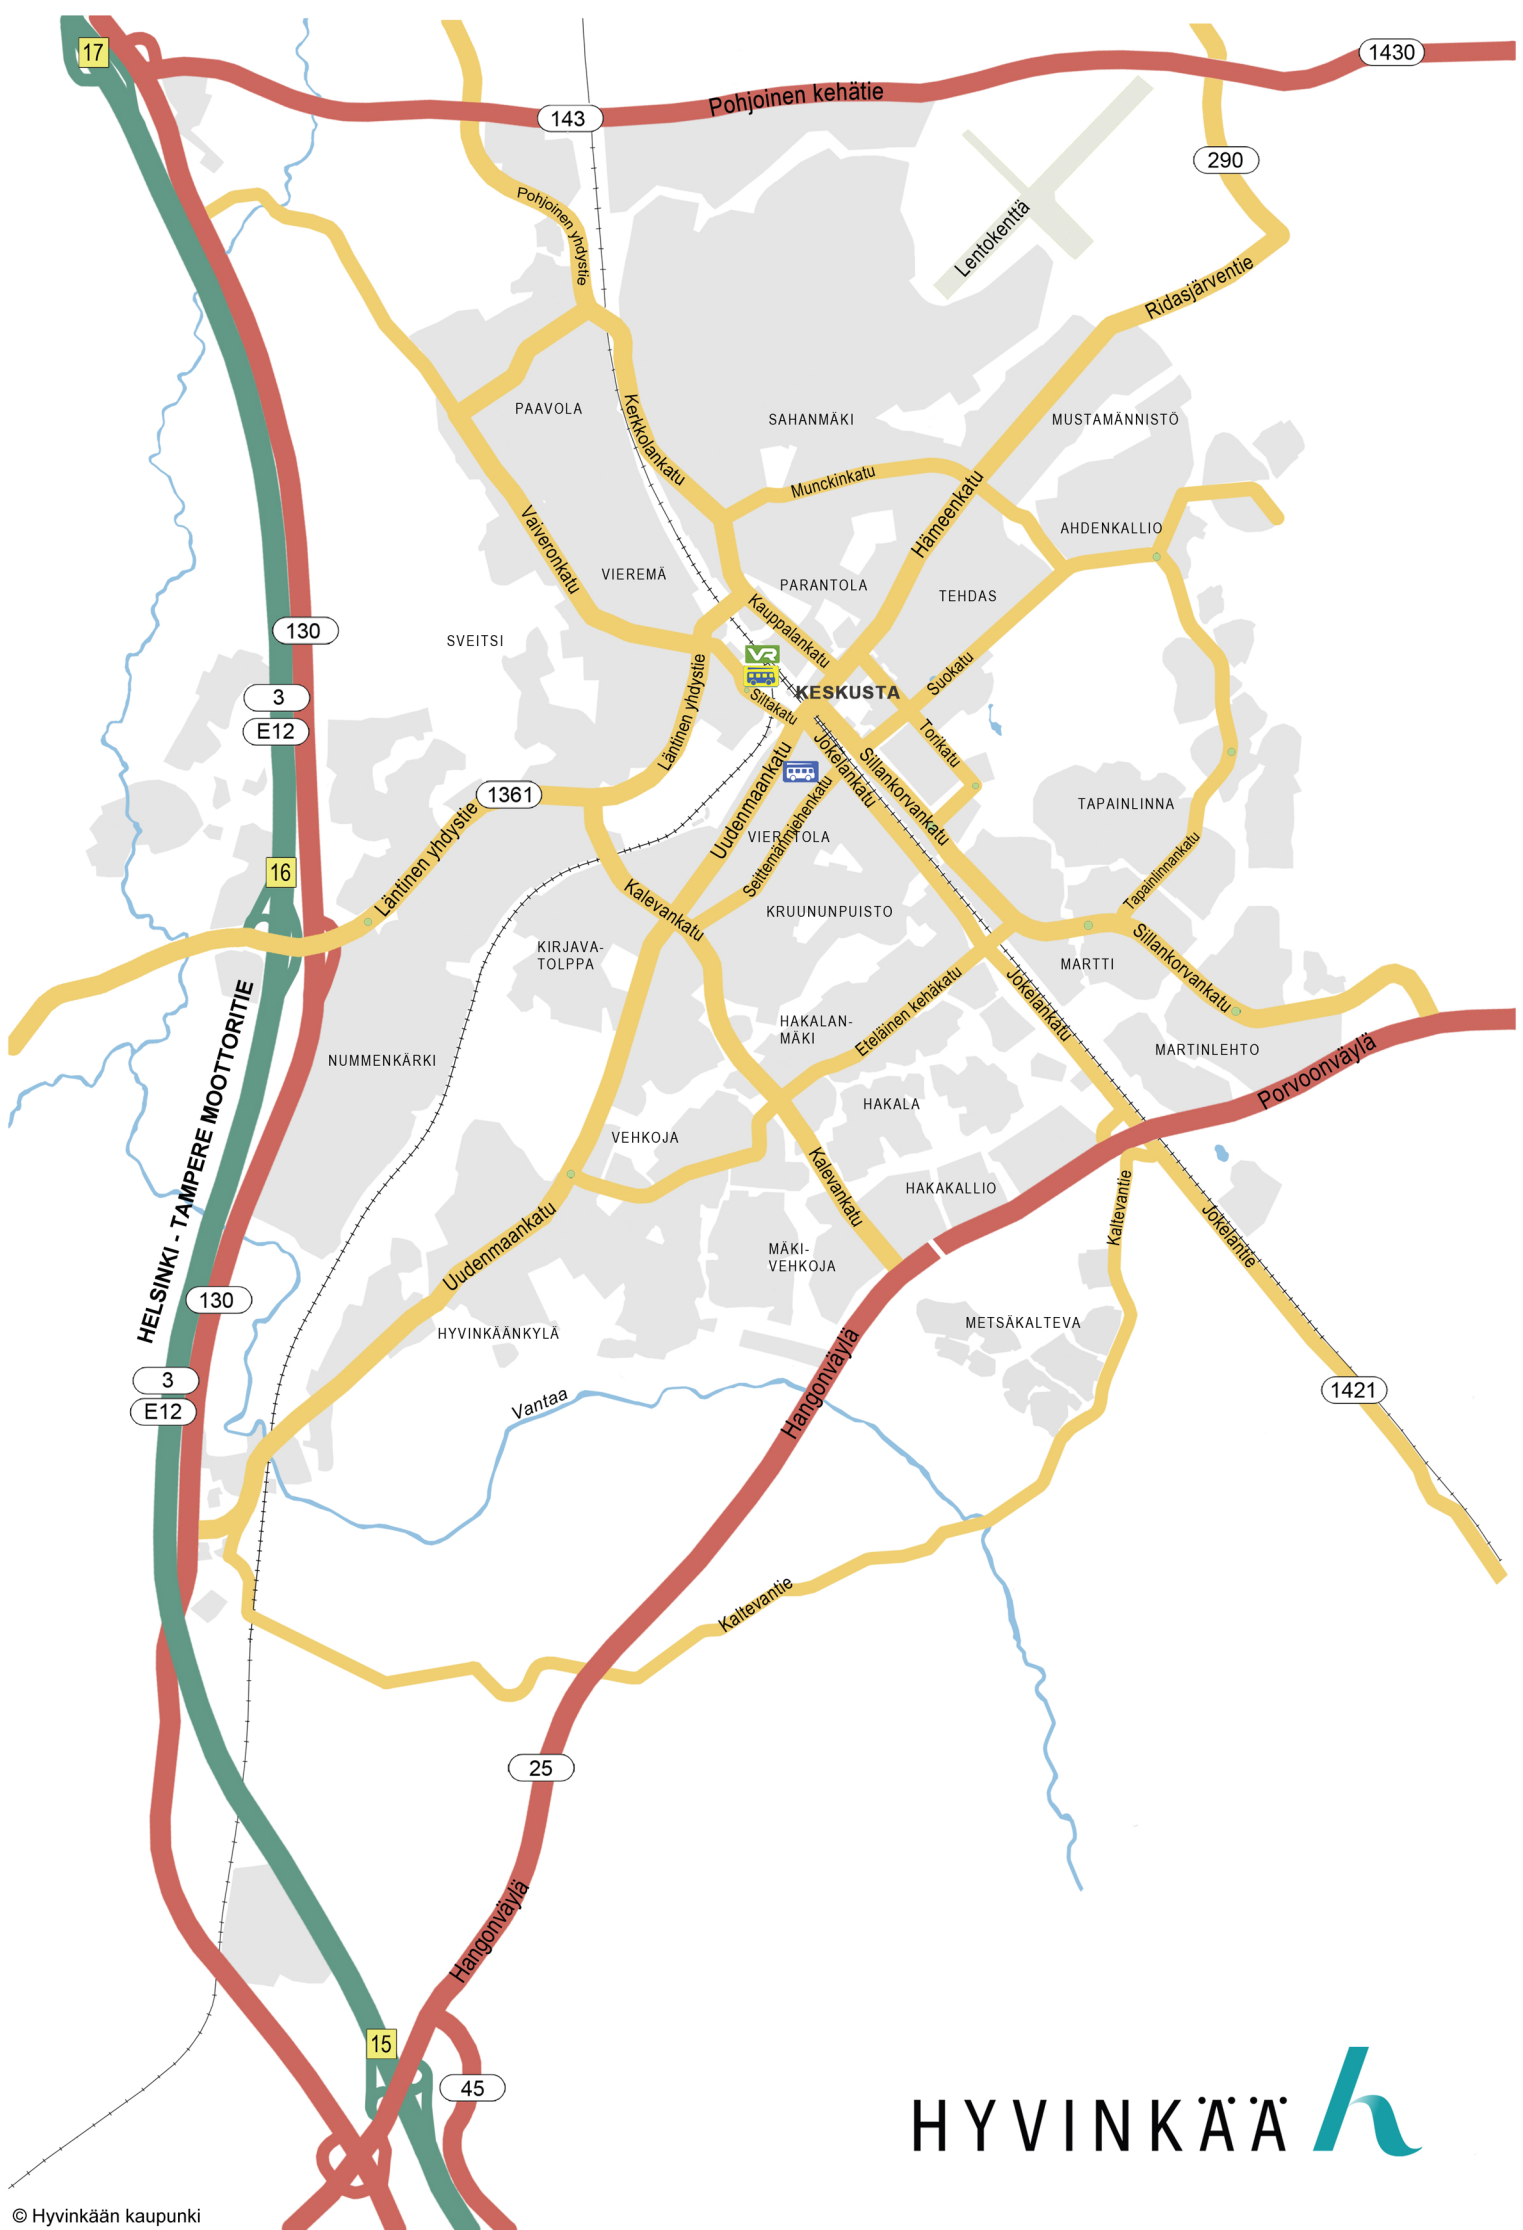 17
1430
Pohjoinen kehätie
143
290
Pohjoinen yhdystie
Lentokenttä
Ridasjärventie
PAAVOLA
Kerkkolankatu
SAHANMÄKI
MUSTAMÄNNISTÖ
Munckinkatu
Hämeenkatu
Vaiveronkatu
AHDENKALLIO
VIEREMÄ
PARANTOLA
TEHDAS
Kauppalankatu
130
SVEITSI
VR
Suokatu
KESKUSTA
3
E12
Läntinen yhdystie
Siltakatu
Torikatu
Jokelankatu
Sillankorvankatu
Uudenmaankatu
1361
Läntinen yhdystie
VIERTOLA
Seittemänmiehenkatu
TAPAINLINNA
16
Tapainlinnankatu
Kalevankatu
KRUUNUNPUISTO
KIRJAVA-
TOLPPA
Sillankorvankatu
MARTTI
Jokelankatu
Eteläinen kehäkatu
HAKALAN-
MÄKI
HELSINKI - TAMPERE MOOTTORITIE
NUMMENKÄRKI
MARTINLEHTO
Porvoonväylä
HAKALA
VEHKOJA
Kalevankatu
HAKAKALLIO
Kaltevantie
Jokelantie
Uudenmaankatu
MÄKI-
VEHKOJA
130
HYVINKÄÄNKYLÄ
METSÄKALTEVA
Hangonväylä
3
E12
1421
Vantaa
Kaltevantie
25
Hangonväylä
15
45
HYVINKÄÄ
© Hyvinkään kaupunki